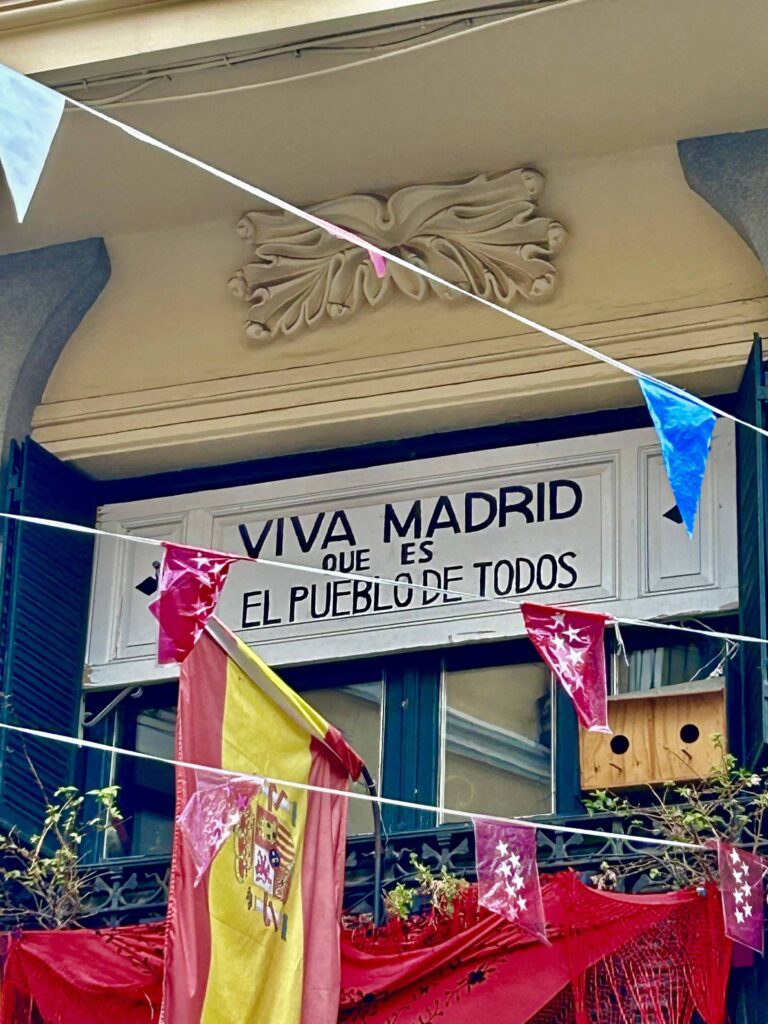 VIVA MADRID
QUE ES
EL PUEBLO DE TODOS